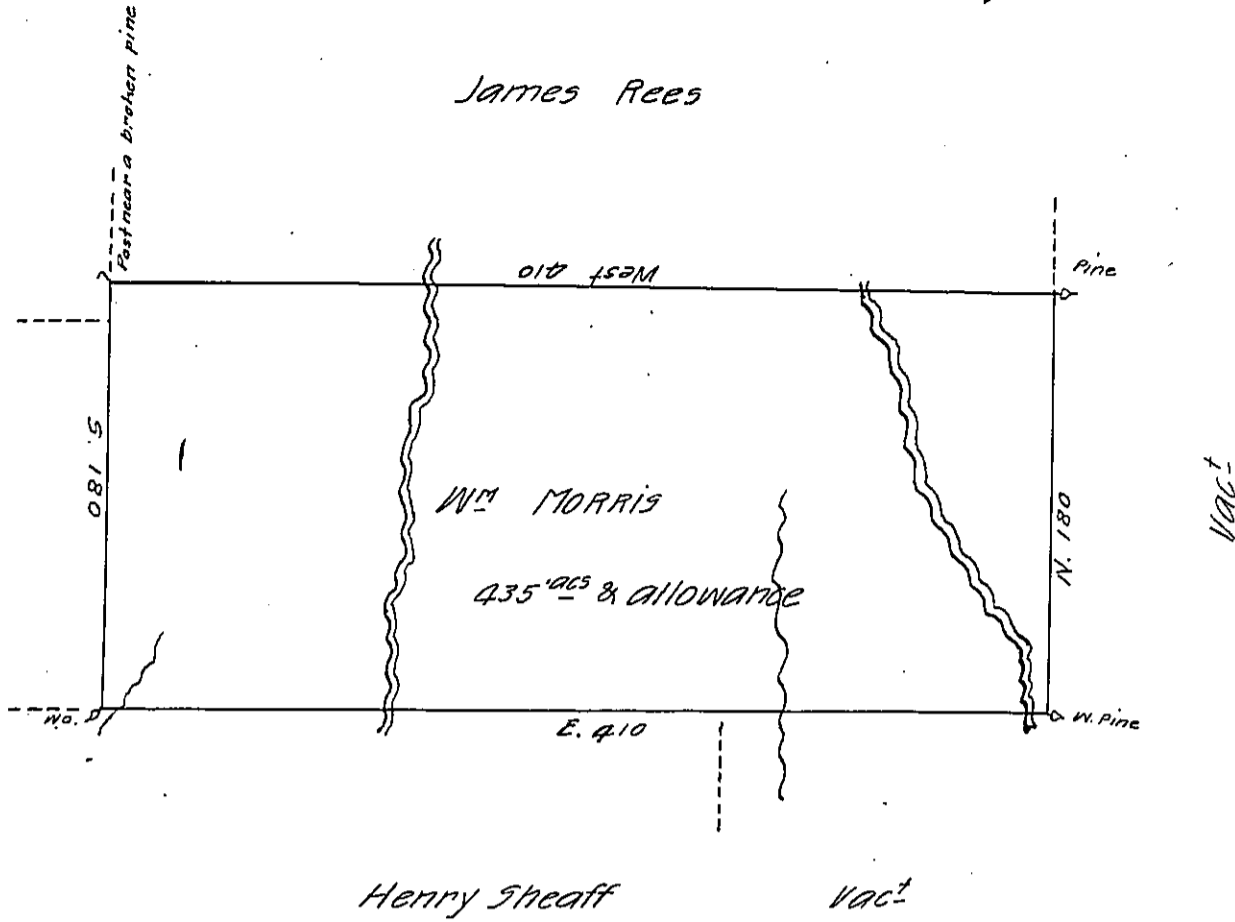 Post near a broken pine
James Rees
West 410
Pine
S. 180
Wm MORRIS
435 acs & allowance
N. 180
Vact
Wo.
E. 410
W. Pine
Henry Sheaff
Vact